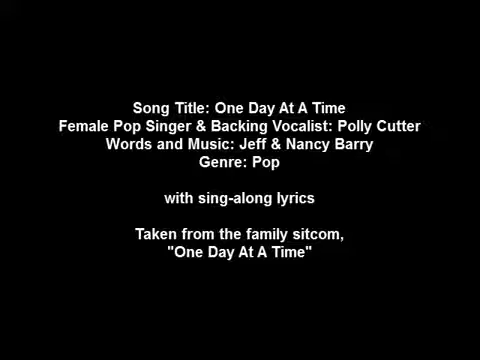 Song Title: One Day At A Time
Female Pop Singer & Backing Vocalist: Polly Cutter
Words and Music: Jeff & Nancy Barry
Genre: Pop
with sing-along lyrics
Taken from the family sitcom,
"One Day At A Time"